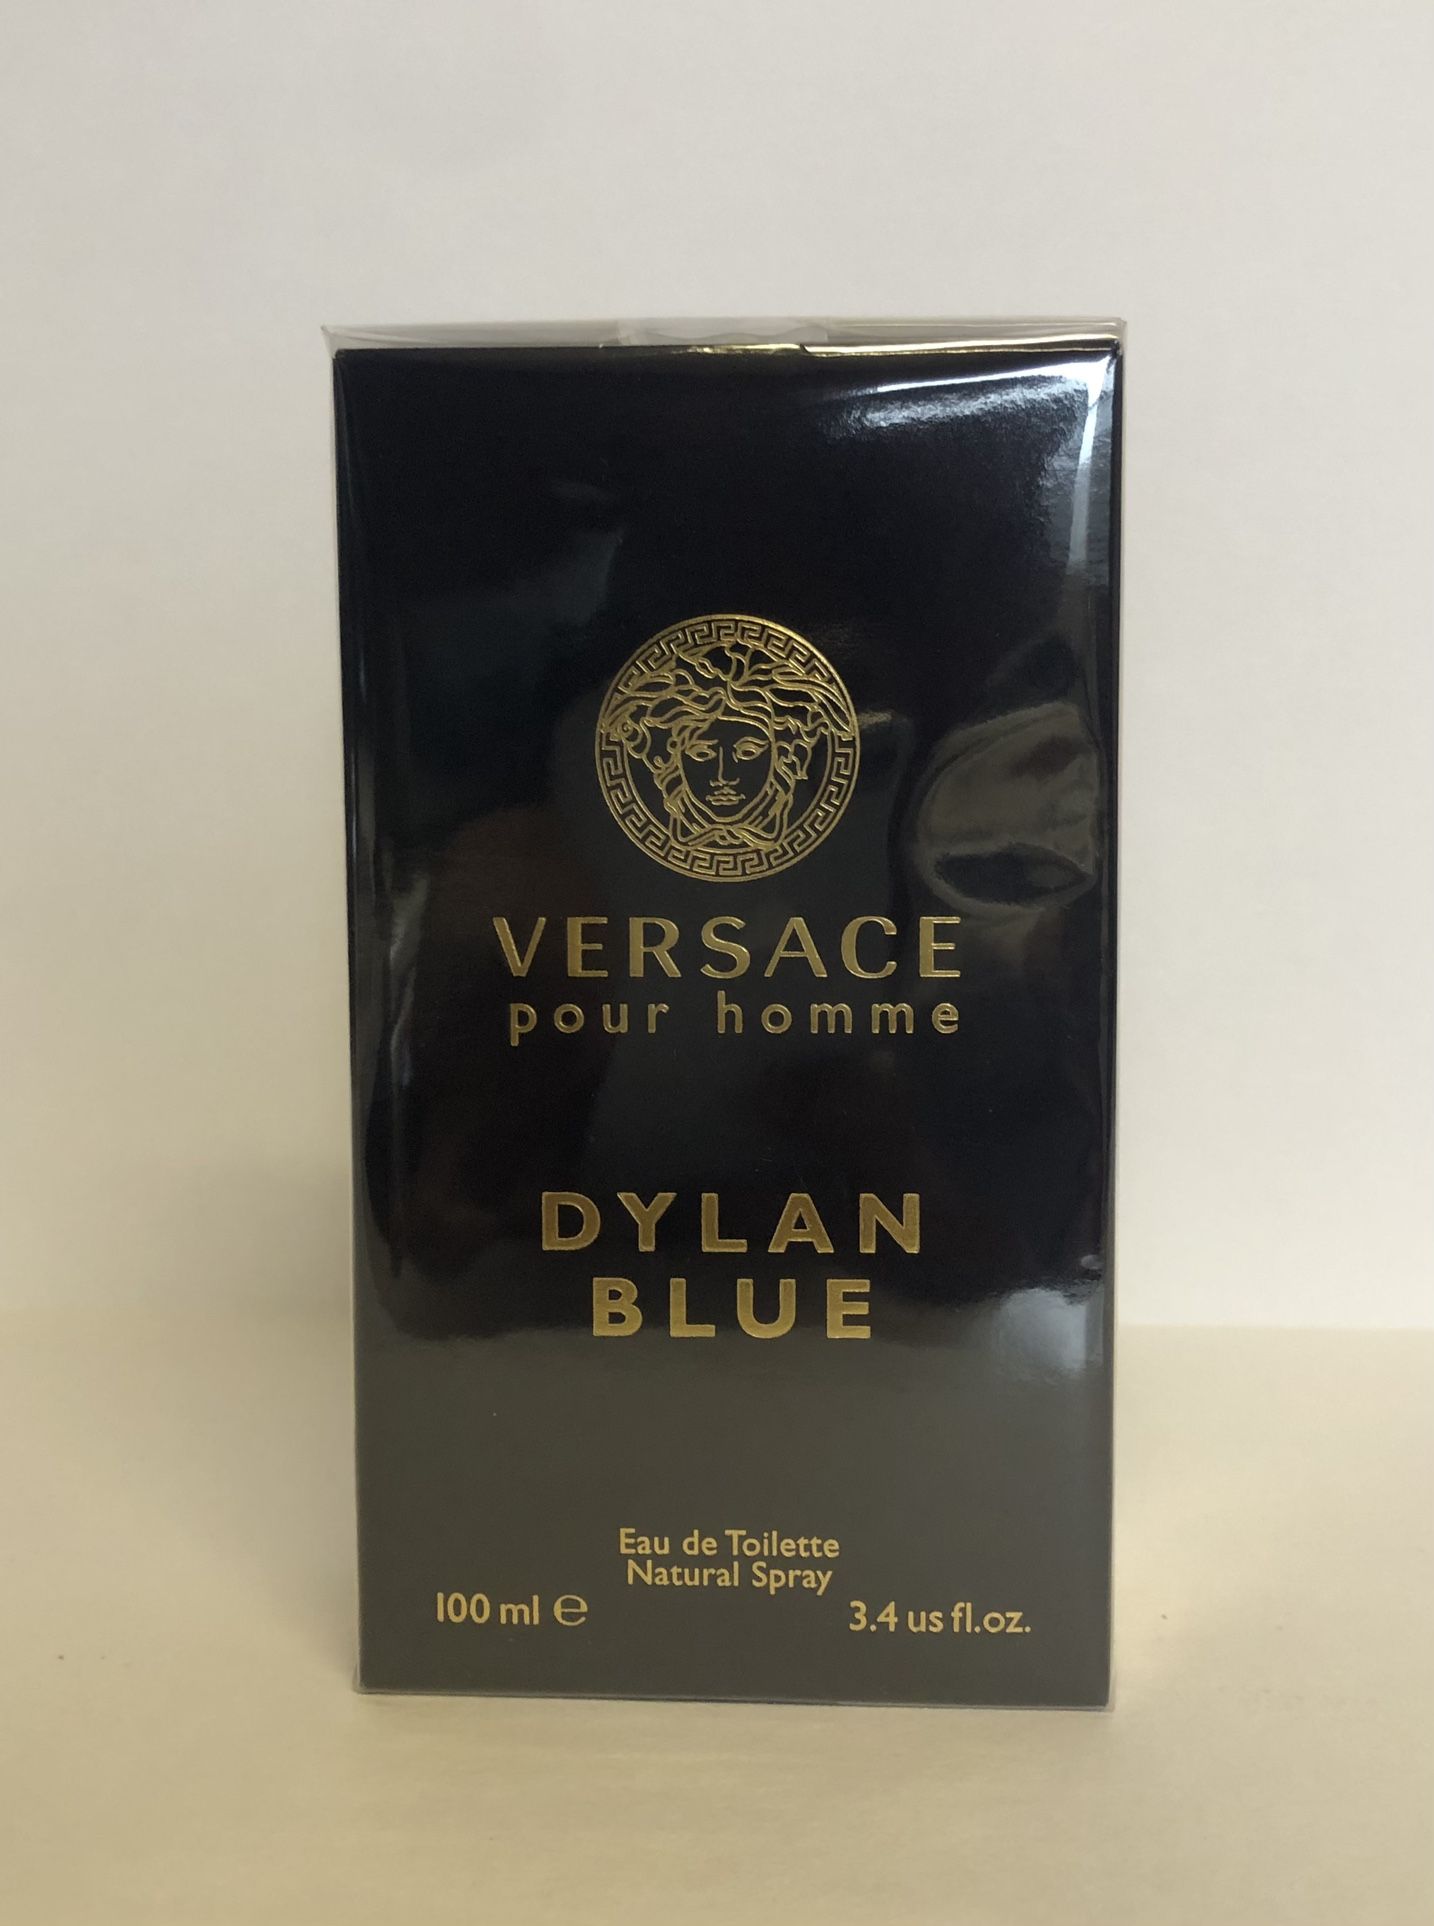 VERSACE
pour homme
DYLAN
BLUE
Eau de Toilette
Natural Spray
100 ml ℮
3.4 us fl.oz.